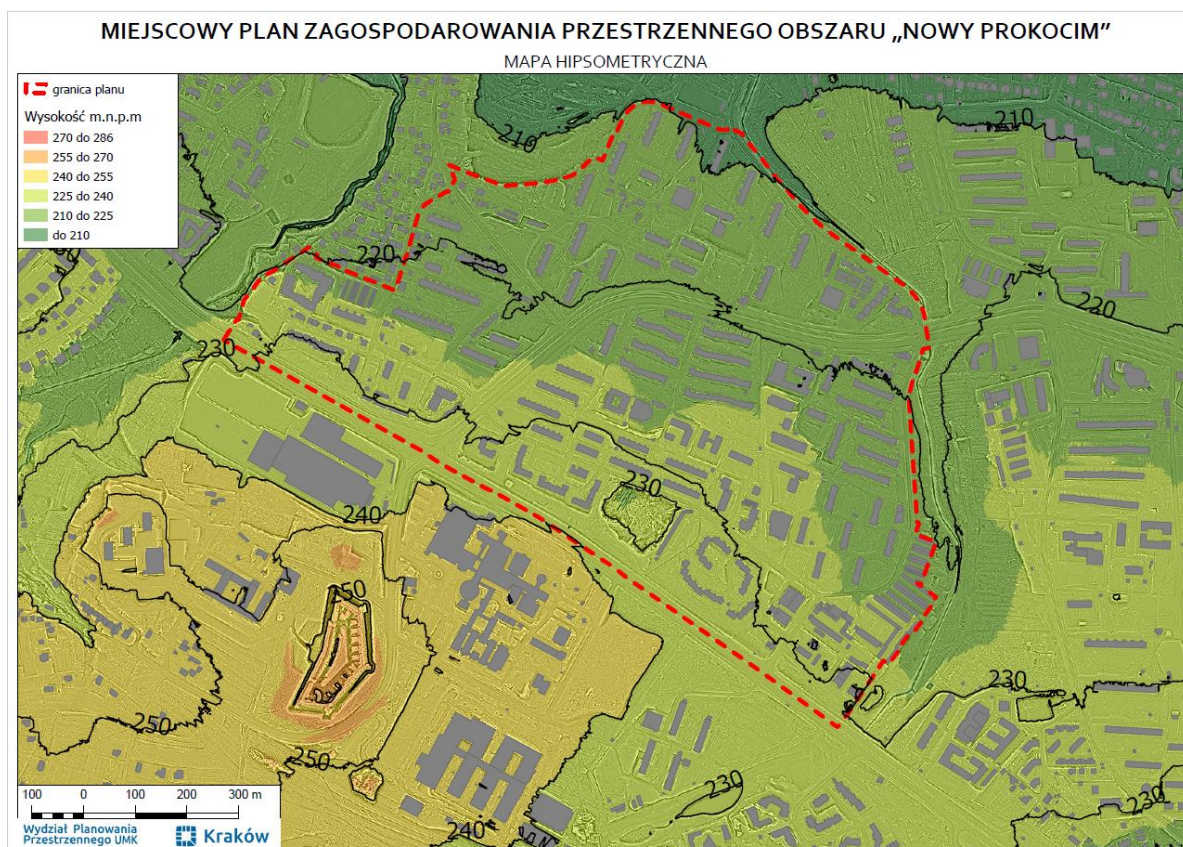 MIEJSCOWY PLAN ZAGOSPODAROWANIA PRZESTRZENNEGO OBSZARU „NOWY PROKOCIM”
MAPA HIPSOMETRYCZNA
granica planu
Wysokość m.n.p.m
270 do 286
255 do 270
240 do 255
225 do 240
210 do 225
do 210
210
210
220
230
230
230
240
250
250
250
230
230
230
240
100 0 100 200 300 m
Wydział Planowania
Przestrzennego UMK
Kraków